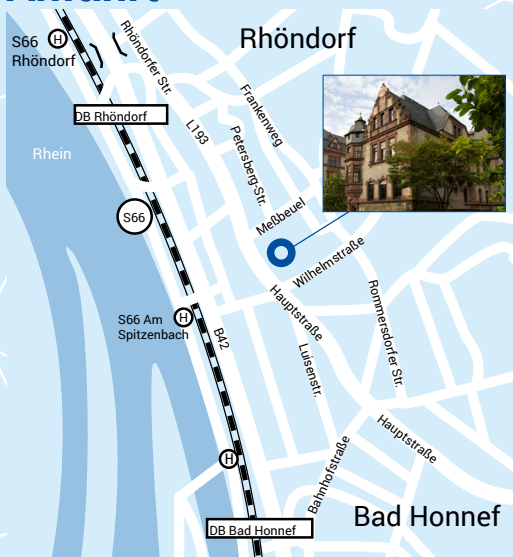 Anfahrt
S66
Rhöndorf
H
Rhöndorfer Str.
Rhöndorf
DB Rhöndorf
L193
Frankenweg
Petersberg-Str.
Rhein
S66
Meßbeuel
Wilhelmstraße
Hauptstraße
Rommersdorfer Str.
S66 Am
Spitzenbach
H
B42
Luisenstr.
Hauptstraße
Bahnhofstraße
H
DB Bad Honnef
Bad Honnef